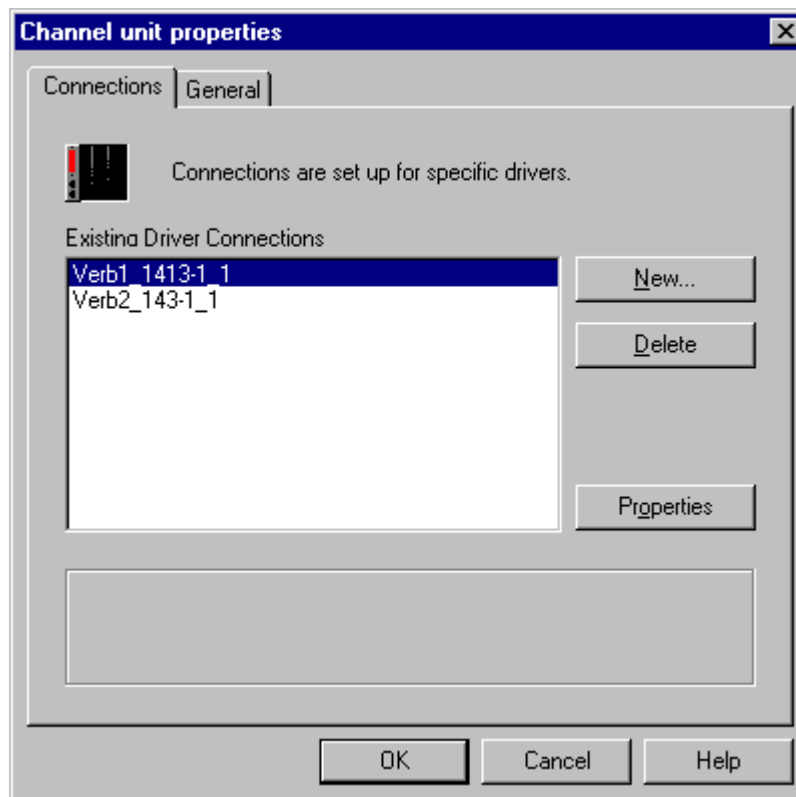 Channel unit properties
Connections General
Connections are set up for specific drivers.
Existing Driver Connections
Verb1_1413-1_1
Verb2_143-1_1
New...
Delete
Properties
OK Cancel Help